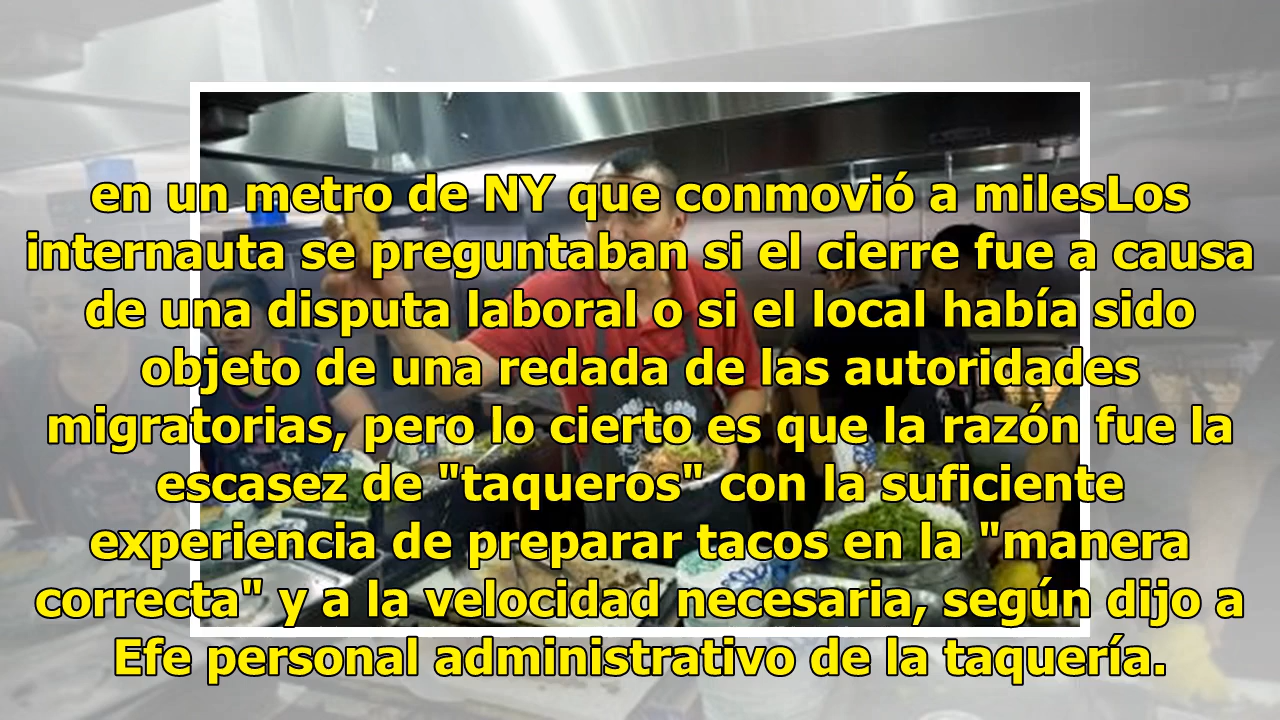 en un metro de NY que conmovió a milesLos
internauta se preguntaban si el cierre fue a causa
de una disputa laboral o si el local había sido
objeto de una redada de las autoridades
migratorias, pero lo cierto es que la razón fue la
escasez de "taqueros" con la suficiente
experiencia de preparar tacos en la "manera
correcta" y a la velocidad necesaria, según dijo a
Efe personal administrativo de la taquería.